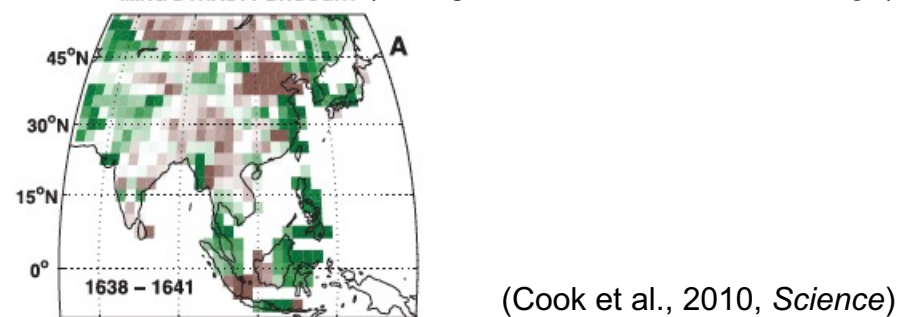 A
45°N
30°N
15°N
0°
1638 – 1641
(Cook et al., 2010, Science)